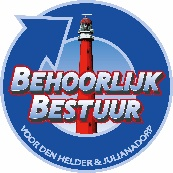 BEHOORLIJK
BESTUUR
VOOR DEN HELDER & JULIANADORP